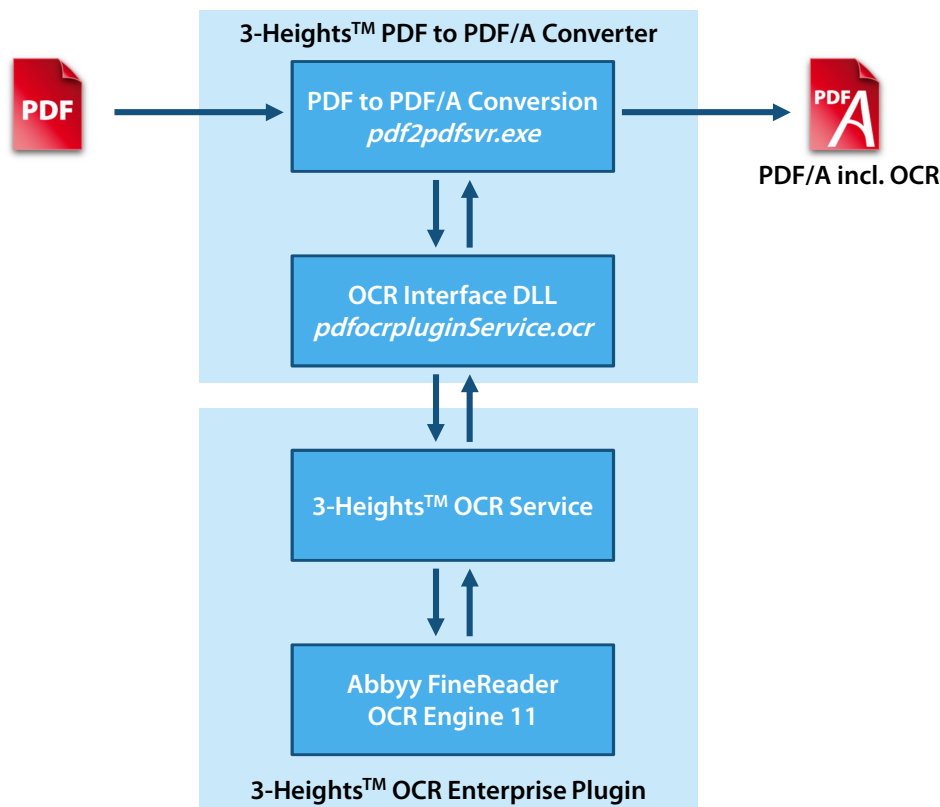 3-Heights™ PDF to PDF/A Converter
PDF
PDF to PDF/A Conversion
pdf2pdfsvr.exe
PDF
A
PDF/A incl. OCR
OCR Interface DLL
pdfocrpluginService.ocr
3-Heights™ OCR Service
Abbyy FineReader
OCR Engine 11
3-Heights™ OCR Enterprise Plugin